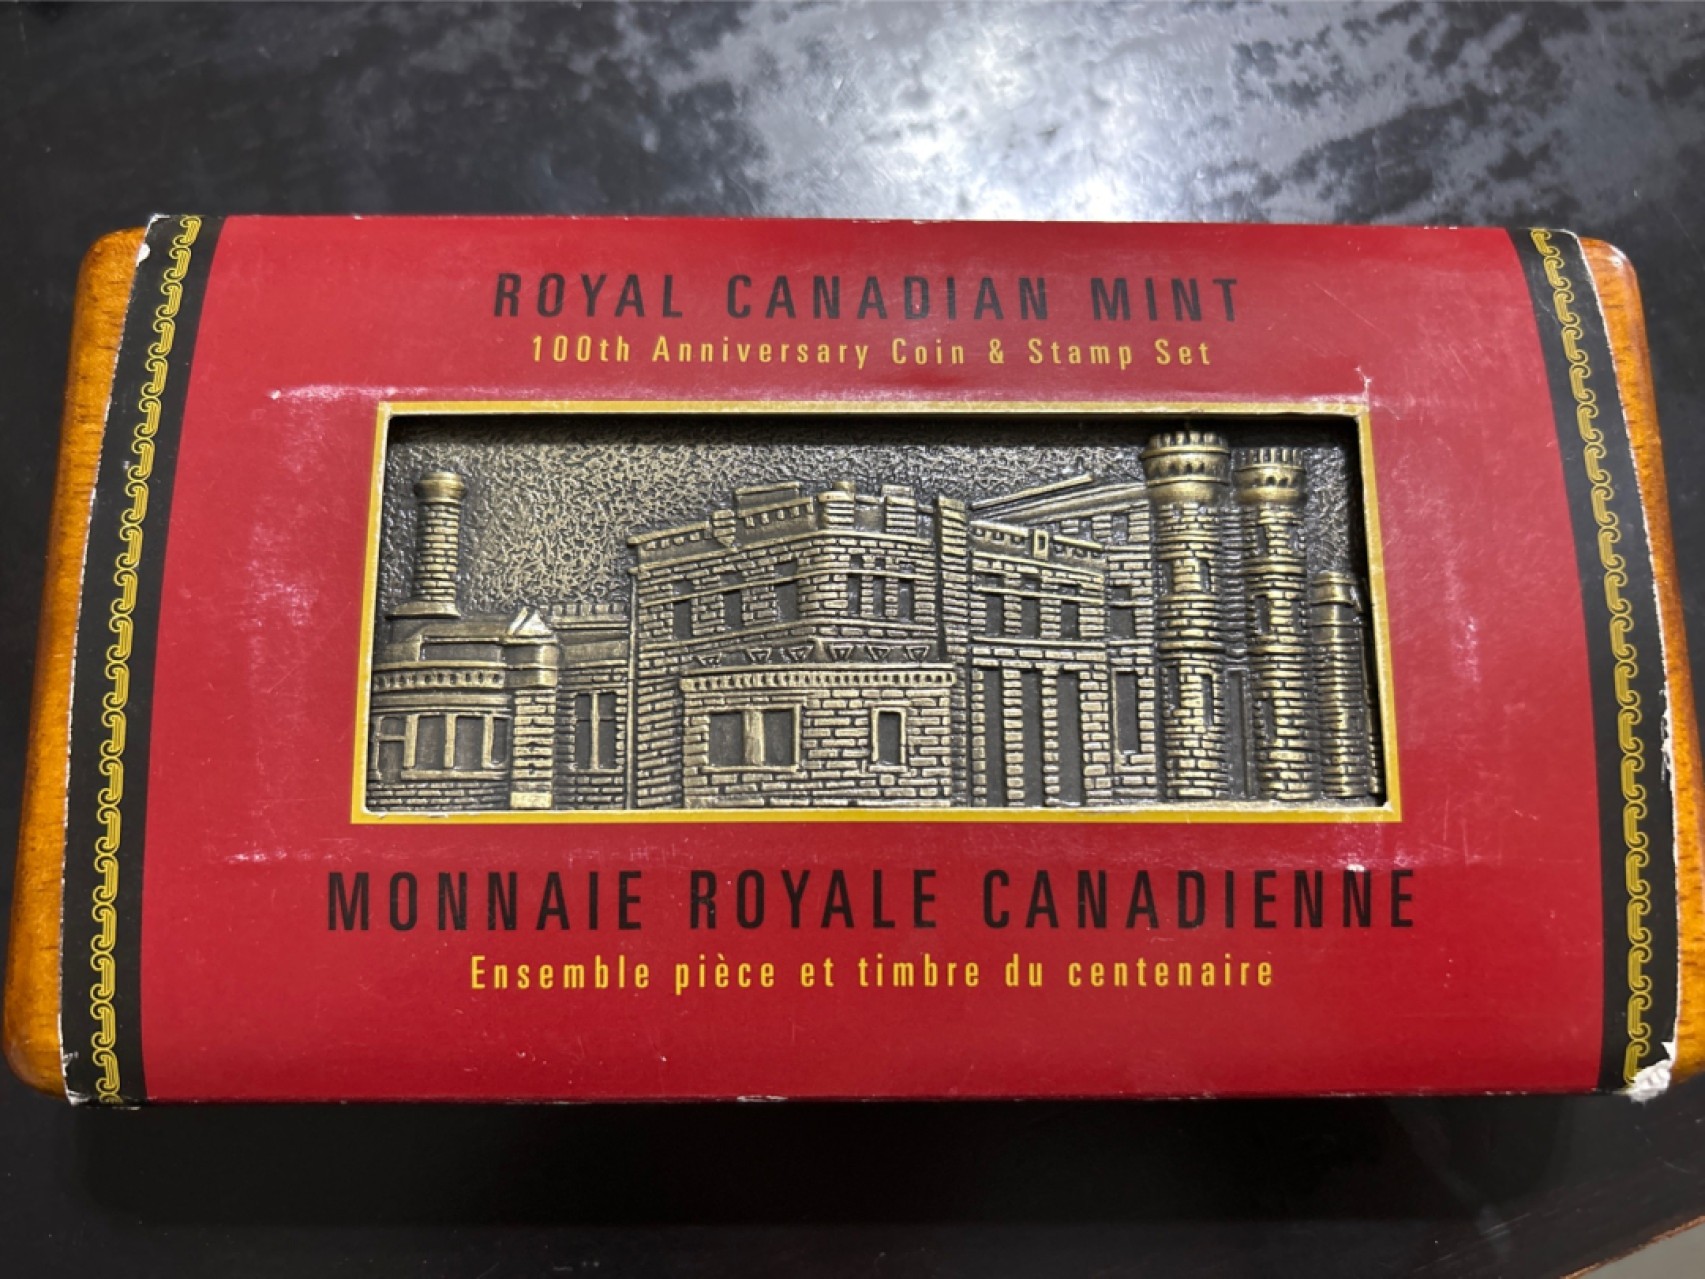 ROYAL CANADIAN MINT
100th Anniversary Coin & Stamp Set
MONNAIE ROYALE CANADIENNE
Ensemble pièce et timbre du centenaire